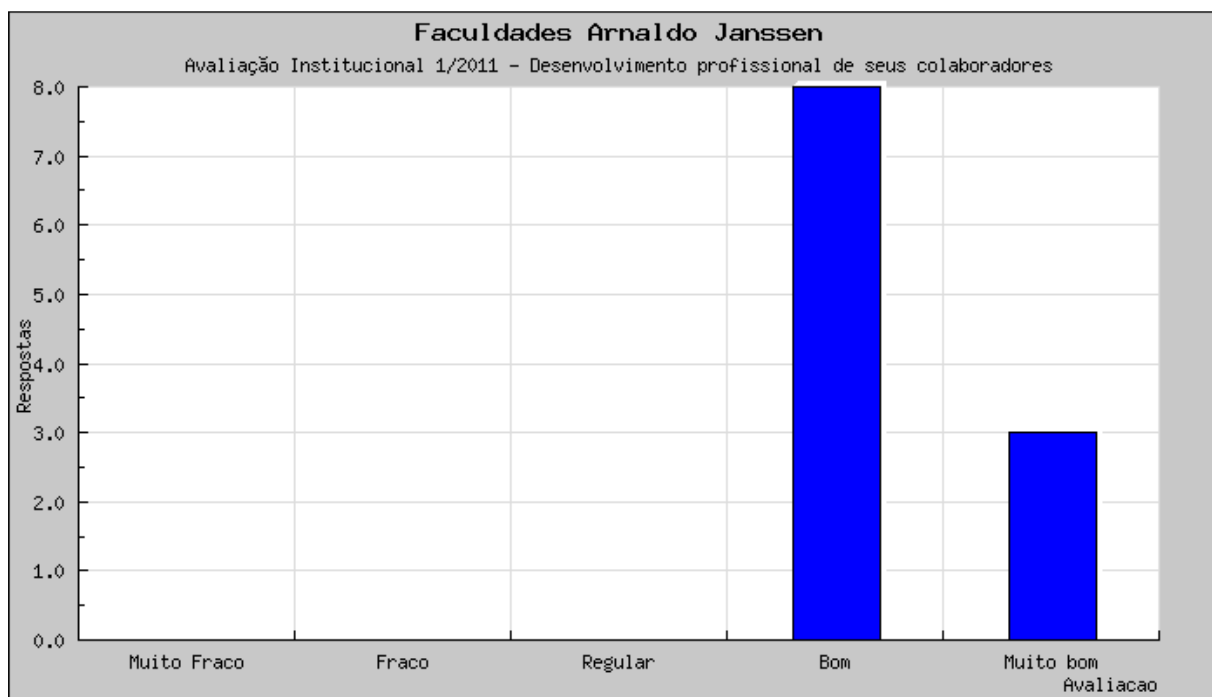 Faculdades Arnaldo Janssen
Avaliação Institucional 1/2011 - Desenvolvimento profissional de seus colaboradores
8.0
7.0
6.0
5.0
4.0
3.0
2.0
1.0
0.0
Respostas
Muito Fraco Fraco Regular Bom Muito bom
Avaliacao